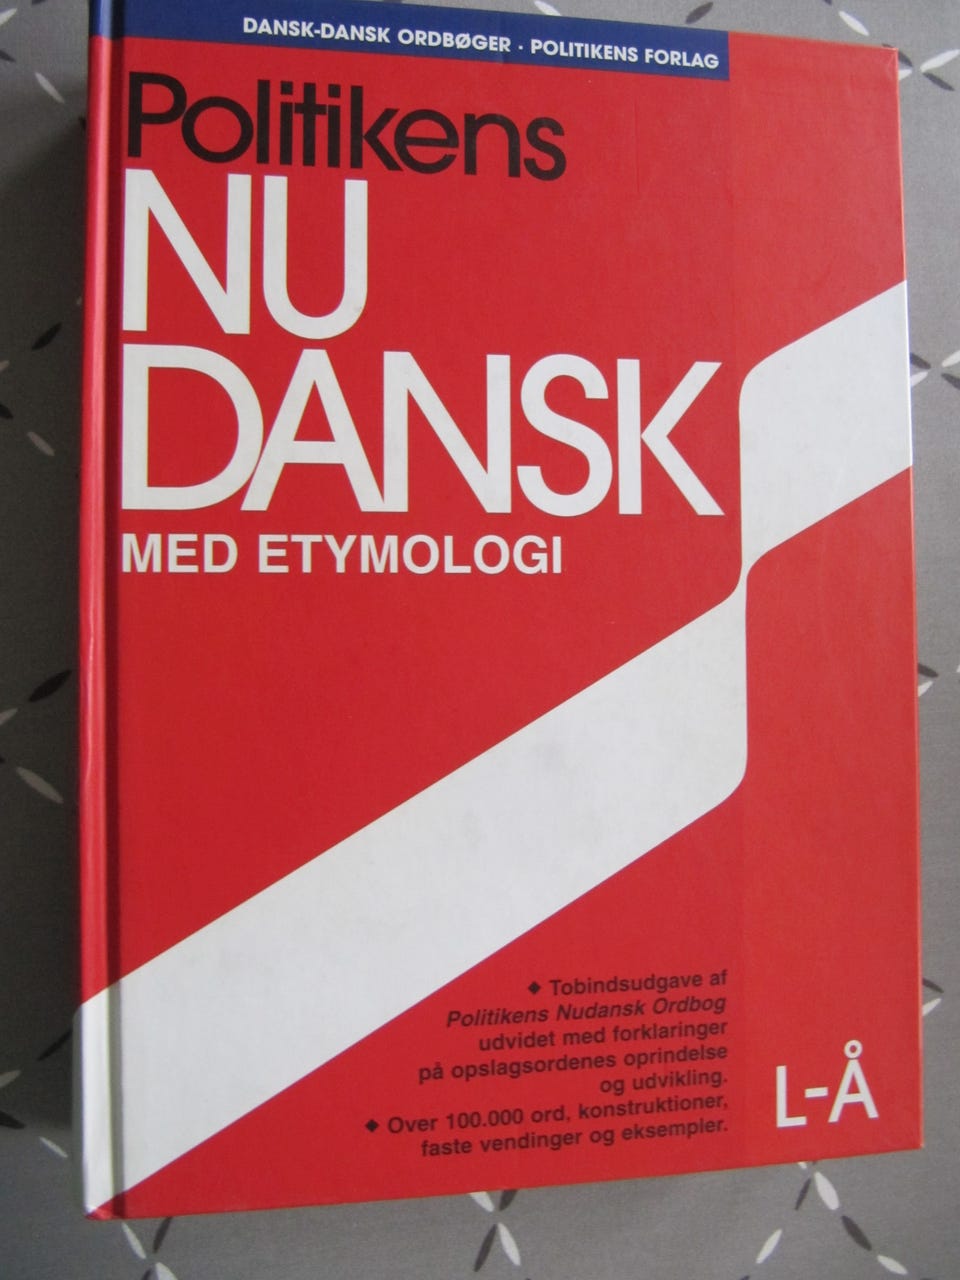 DANSK-DANSK ORDBØGER · POLITIKENS FORLAG
Politikens
NU
DANSK
MED ETYMOLOGI
◆ Tobindsudgave af
Politikens Nudansk Ordbog
udvidet med forklaringer
på opslagsordenes oprindelse
og udvikling.
◆ Over 100.000 ord, konstruktioner,
faste vendinger og eksempler.
L-Å